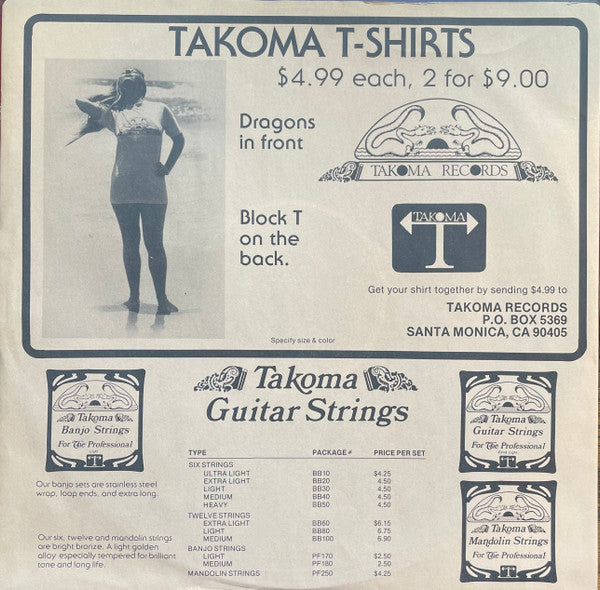 TAKOMA T-SHIRTS
$4.99 each, 2 for $9.00
Dragons
in front
TAKOMA RECORDS
Block T
on the
back.
TAKOMA
T
Get your shirt together by sending $4.99 to
TAKOMA RECORDS
P.O. BOX 5369
SANTA MONICA, CA 90405
Specify size & color
Takoma
Guitar Strings
Takoma
Banjo Strings
For The Professional
Light
T
Our banjo sets are stainless steel
wrap, loop ends, and extra long.
Our six, twelve and mandolin strings
are bright bronze. A light golden
alloy especially tempered for brilliant
tone and long life.
TYPE PACKAGE# PRICE PER SET
SIX STRINGS
ULTRA LIGHT BB10 $4.25
EXTRA LIGHT BB20 4.50
LIGHT BB30 4.50
MEDIUM BB40 4.50
HEAVY BB50 4.50
TWELVE STRINGS
EXTRA LIGHT BB60 $6.15
LIGHT BB80 6.75
MEDIUM BB100 6.90
BANJO STRINGS
LIGHT PF170 $2.50
MEDIUM PF180 2.50
MANDOLIN STRINGS PF250 $4.25
Takoma
Guitar Strings
For The Professional
Extra Light
T
Takoma
Mandolin Strings
For The Professional
T